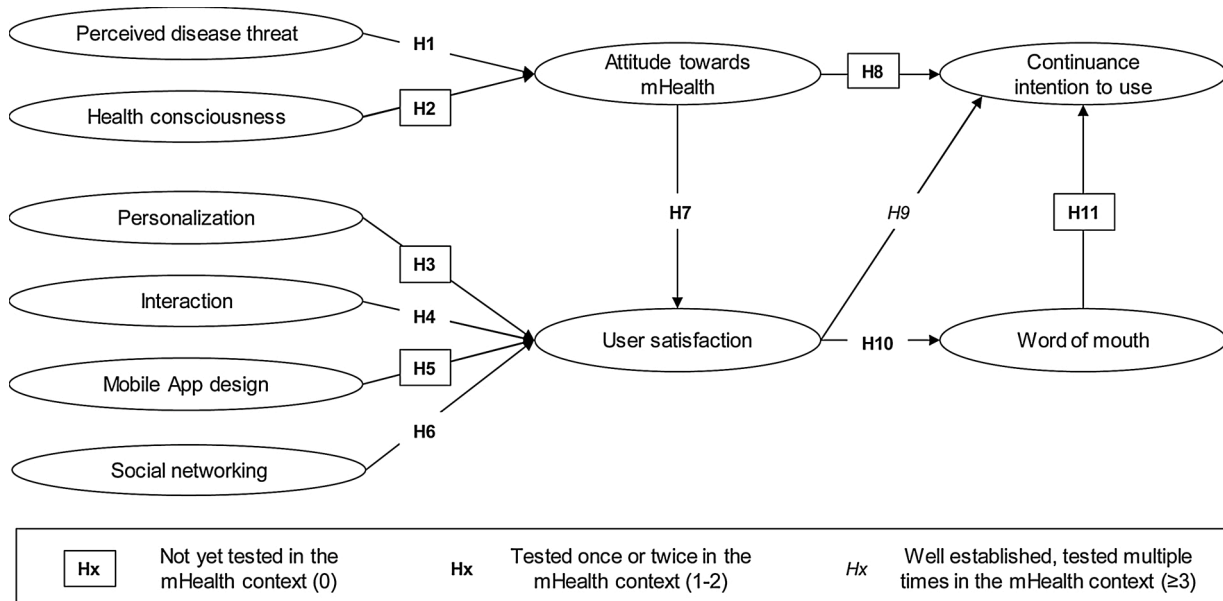 Perceived disease threat
H1
Health consciousness
H2
Attitude towards
mHealth
H8
Continuance
intention to use
Personalization
H3
Interaction
H4
Mobile App design
H5
Social networking
H6
H7
H9
H11
User satisfaction
H10
Word of mouth
Hx
Not yet tested in the
mHealth context (0)
Hx
Tested once or twice in the
mHealth context (1-2)
Hx
Well established, tested multiple
times in the mHealth context (≥3)